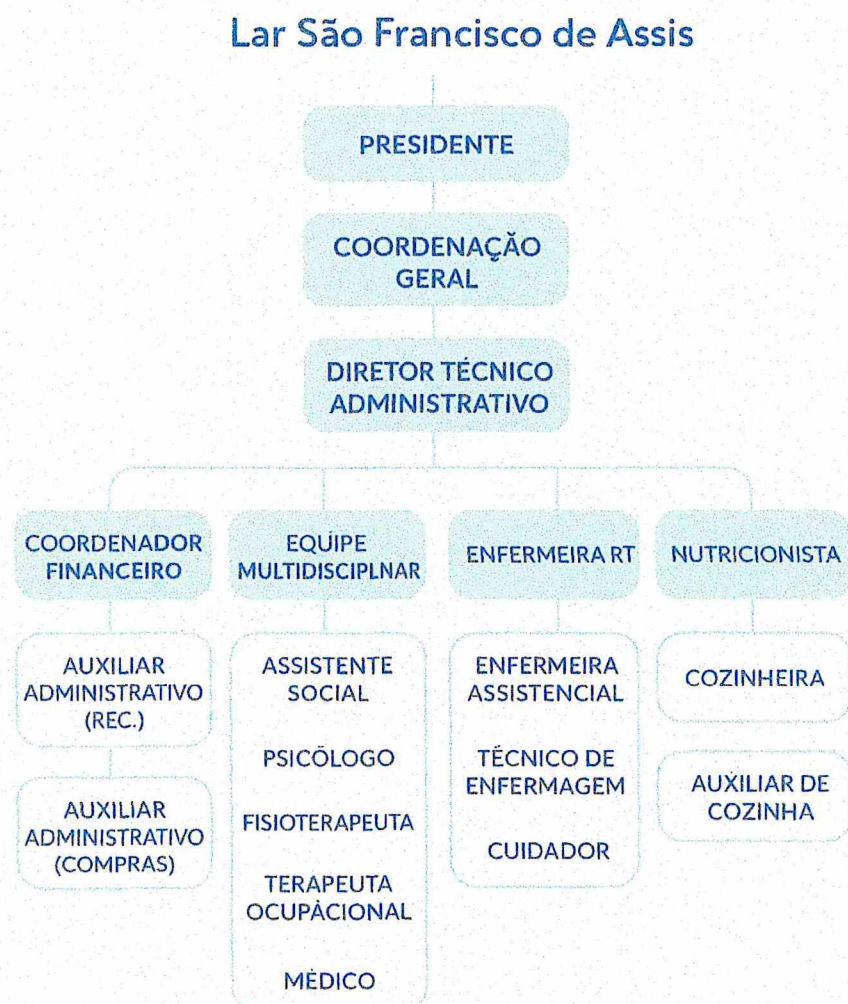 Lar São Francisco de Assis
PRESIDENTE
COORDENAÇÃO
GERAL
DIRETOR TÉCNICO
ADMINISTRATIVO
COORDENADOR
FINANCEIRO
AUXILIAR
ADMINISTRATIVO
(REC.)
AUXILIAR
ADMINISTRATIVO
(COMPRAS)
EQUIPE
MULTIDISCIPLNAR
ASSISTENTE
SOCIAL
PSICÓLOGO
FISIOTERAPEUTA
TERAPEUTA
OCUPACIONAL
MÉDICO
ENFERMEIRA RT
ENFERMEIRA
ASSISTENCIAL
TÉCNICO DE
ENFERMAGEM
CUIDADOR
NUTRICIONISTA
COZINHEIRA
AUXILIAR DE
COZINHA